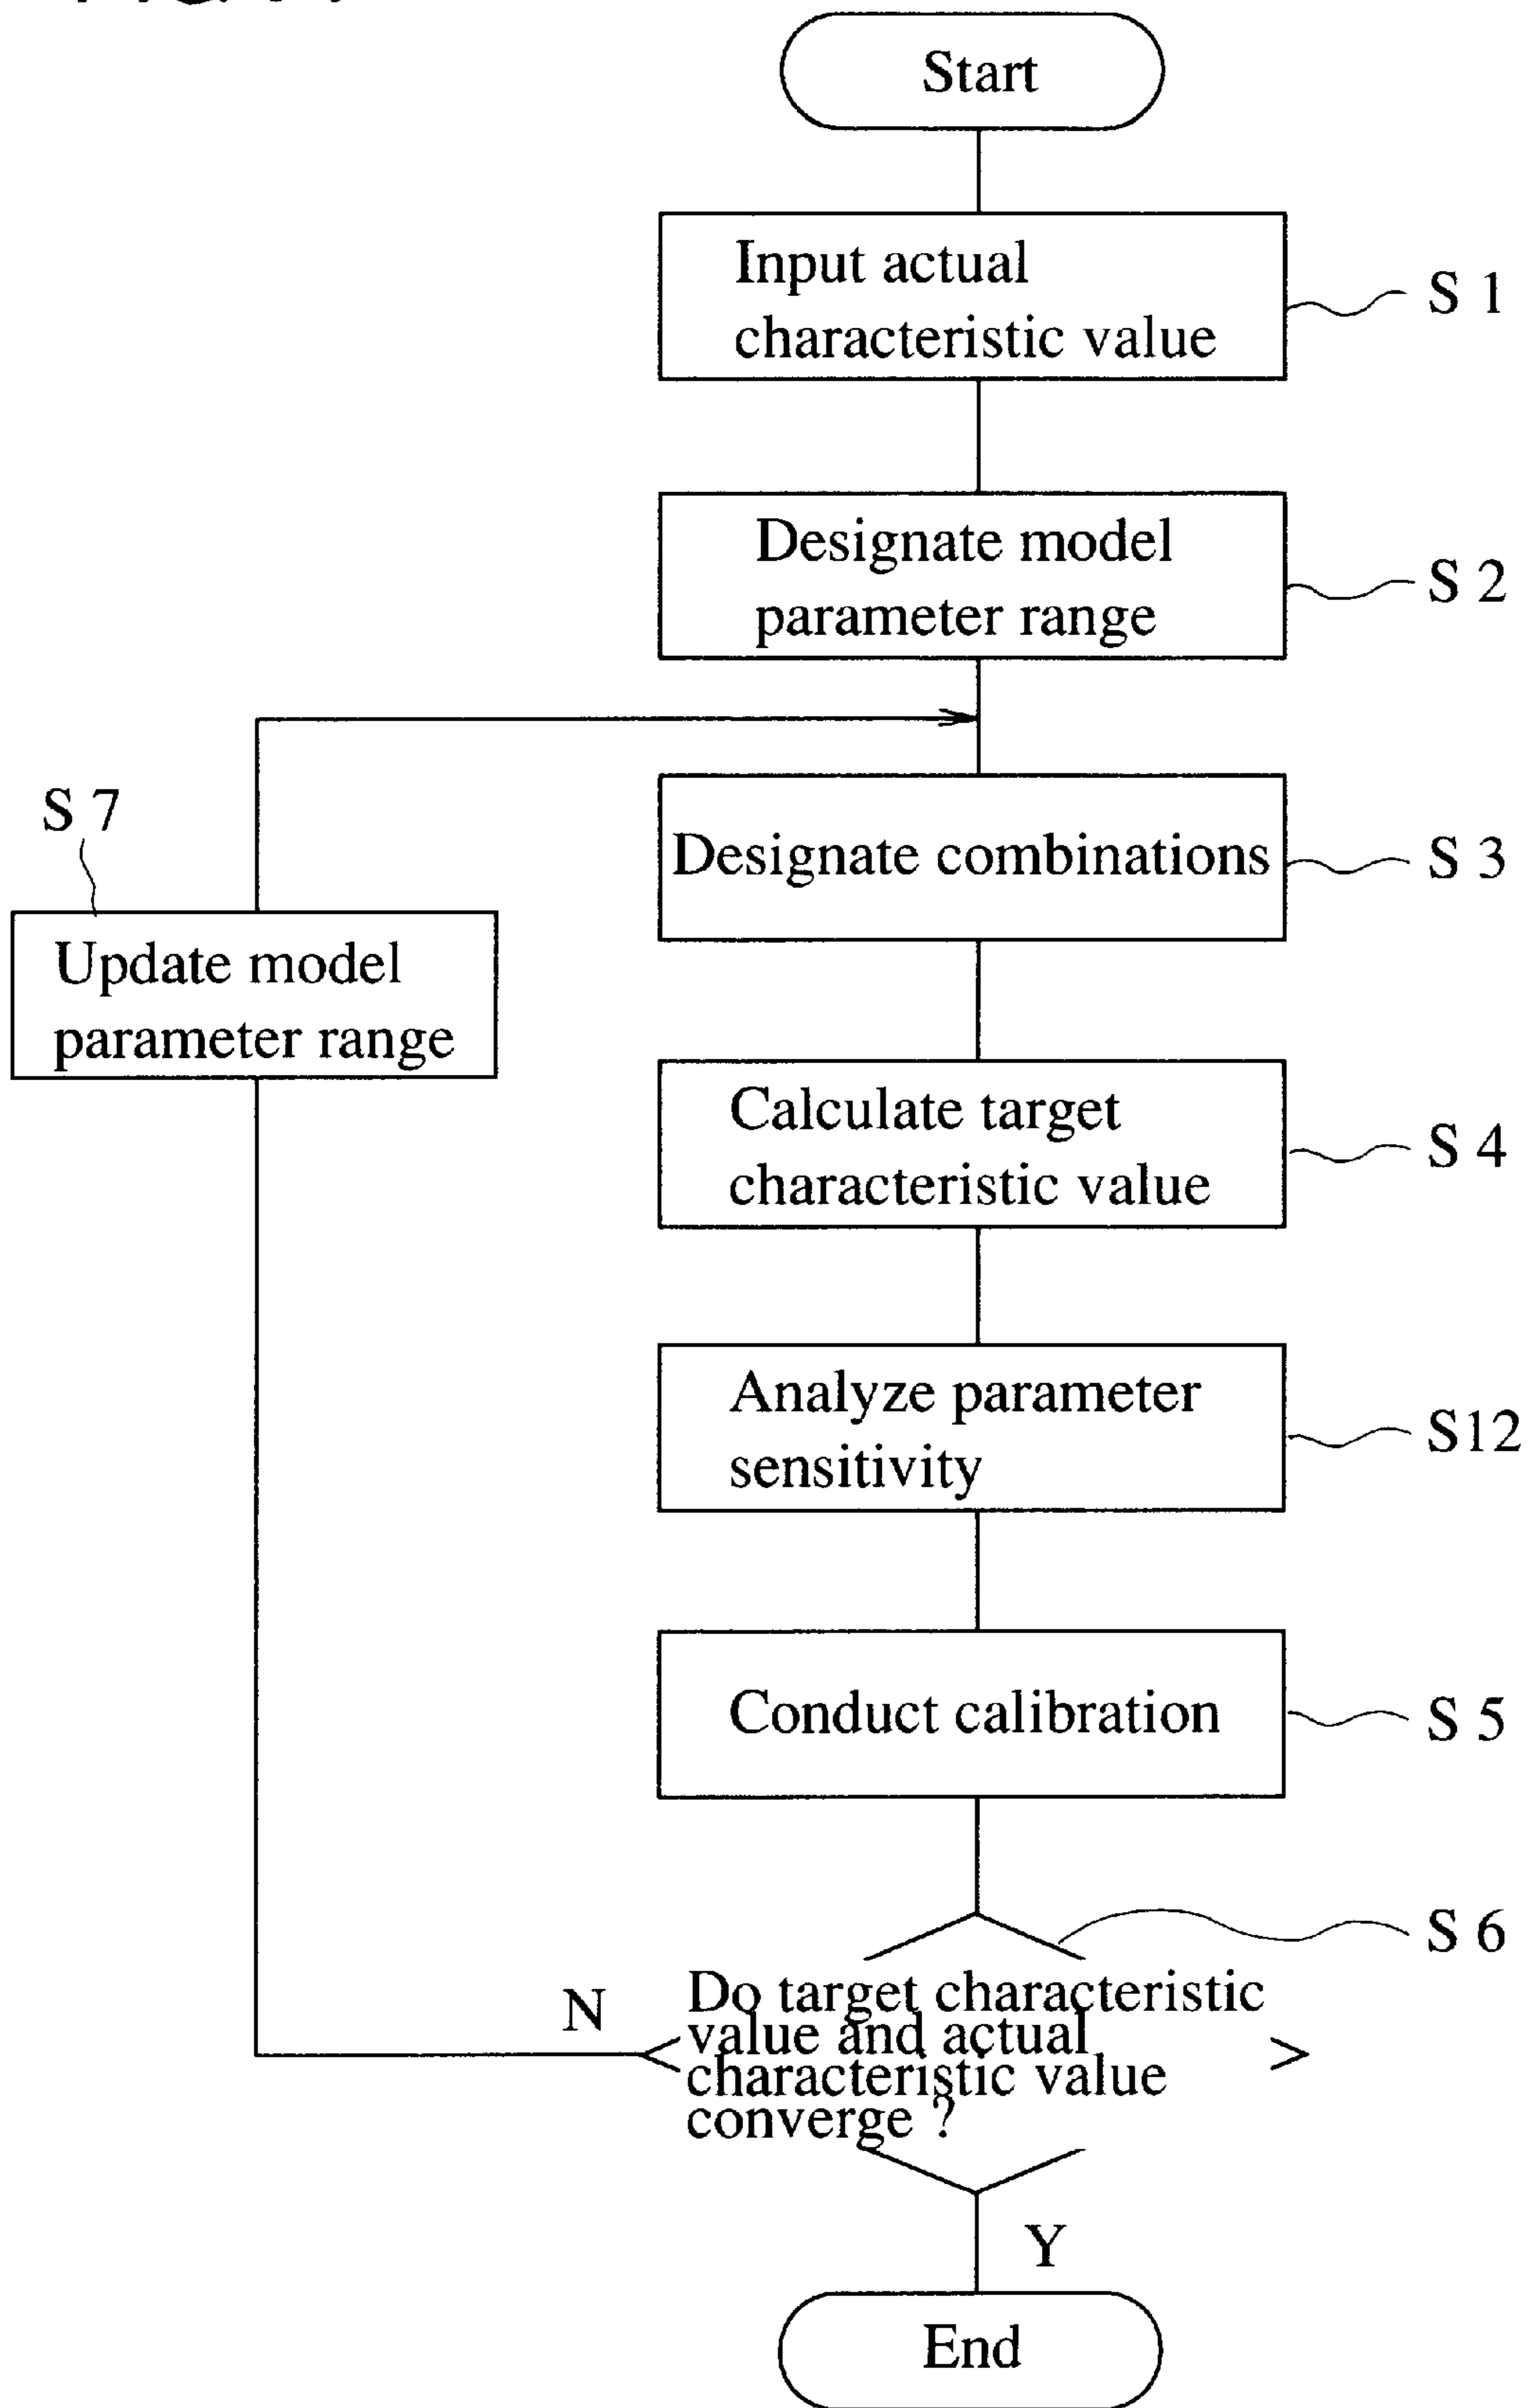 Start
Input actual
characteristic value
S 1
Designate model
parameter range
S 2
Designate combinations
S 3
S 7
Update model
parameter range
Calculate target
characteristic value
S 4
Analyze parameter
sensitivity
S12
Conduct calibration
S 5
S 6
Do target characteristic
value and actual
characteristic value
converge ?
N
Y
End